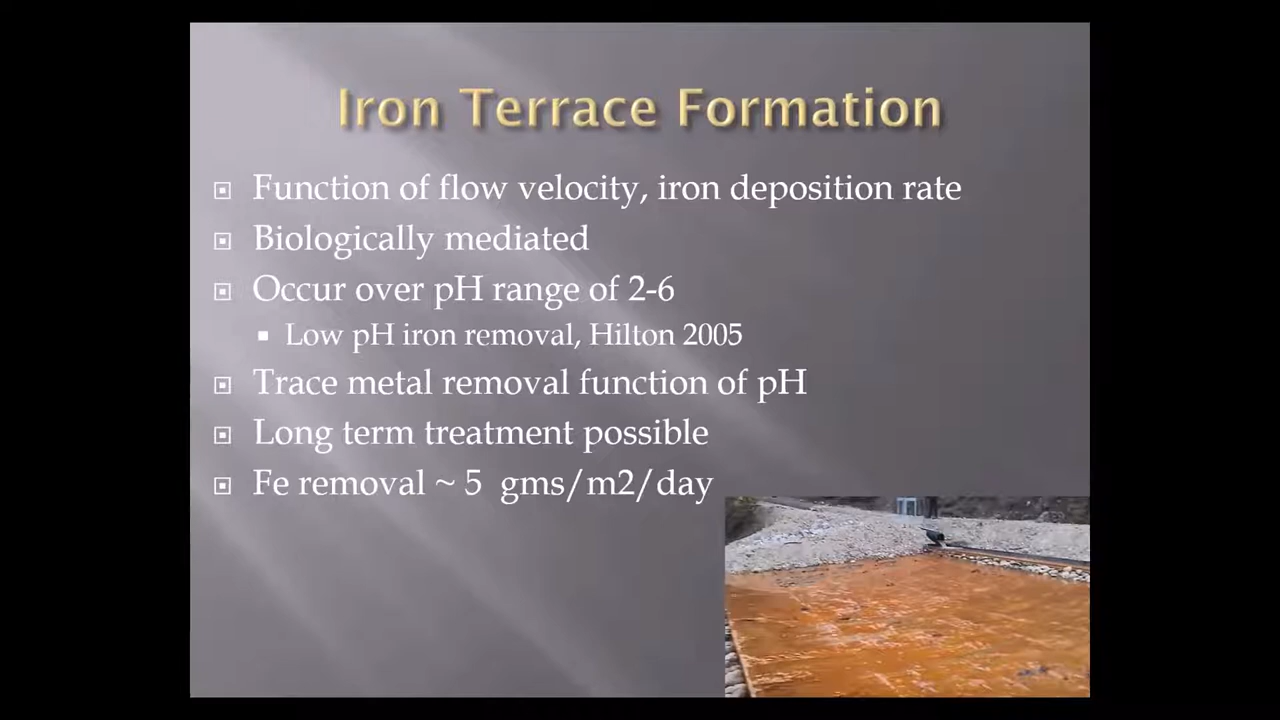 Iron Terrace Formation
Function of flow velocity, iron deposition rate
Biologically mediated
Occur over pH range of 2-6
Low pH iron removal, Hilton 2005
Trace metal removal function of pH
Long term treatment possible
Fe removal ~ 5 gms/m2/day